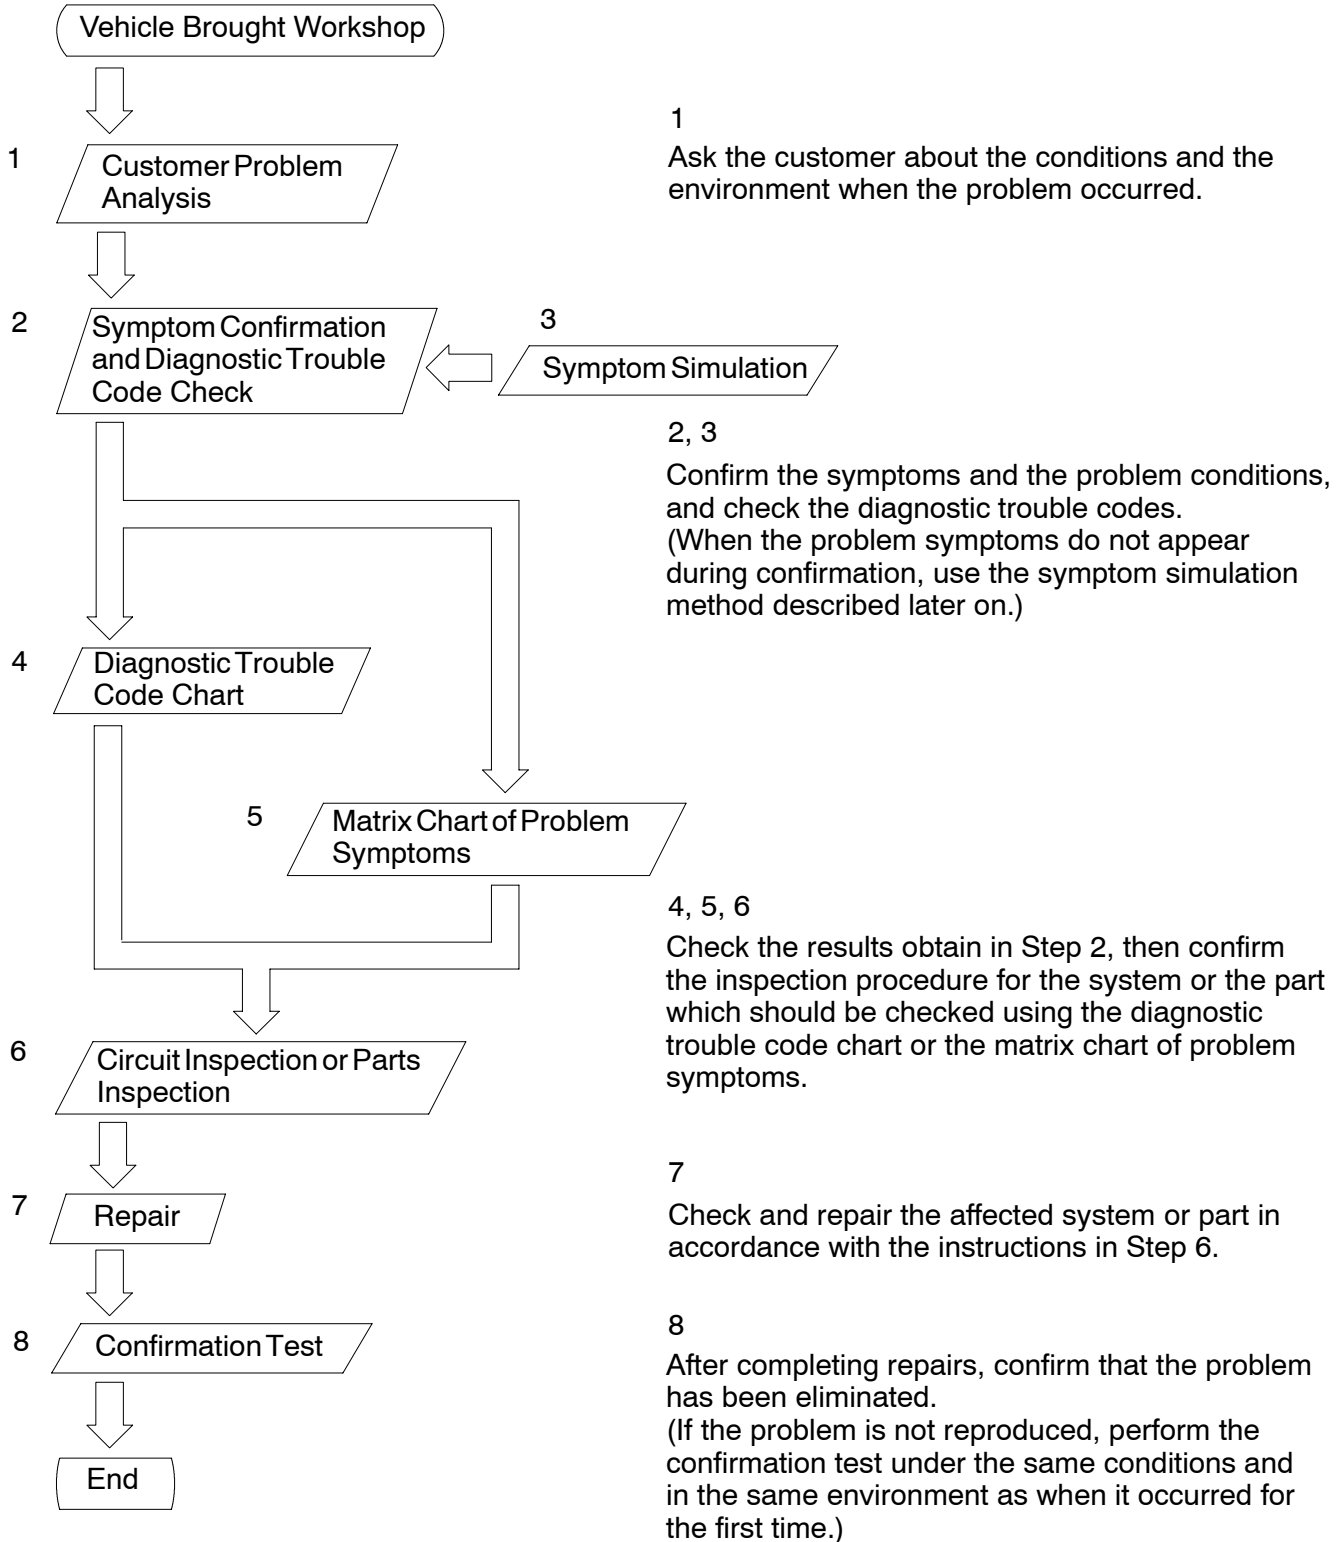 Vehicle Brought Workshop
1
Customer Problem
Analysis
1
Ask the customer about the conditions and the
environment when the problem occurred.
2
Symptom Confirmation
and Diagnostic Trouble
Code Check
3
Symptom Simulation
2, 3
Confirm the symptoms and the problem conditions,
and check the diagnostic trouble codes.
(When the problem symptoms do not appear
during confirmation, use the symptom simulation
method described later on.)
4
Diagnostic Trouble
Code Chart
5
Matrix Chart of Problem
Symptoms
4, 5, 6
Check the results obtain in Step 2, then confirm
the inspection procedure for the system or the part
which should be checked using the diagnostic
trouble code chart or the matrix chart of problem
symptoms.
6
Circuit Inspection or Parts
Inspection
7
Repair
7
Check and repair the affected system or part in
accordance with the instructions in Step 6.
8
Confirmation Test
8
After completing repairs, confirm that the problem
has been eliminated.
(If the problem is not reproduced, perform the
confirmation test under the same conditions and
in the same environment as when it occurred for
the first time.)
End